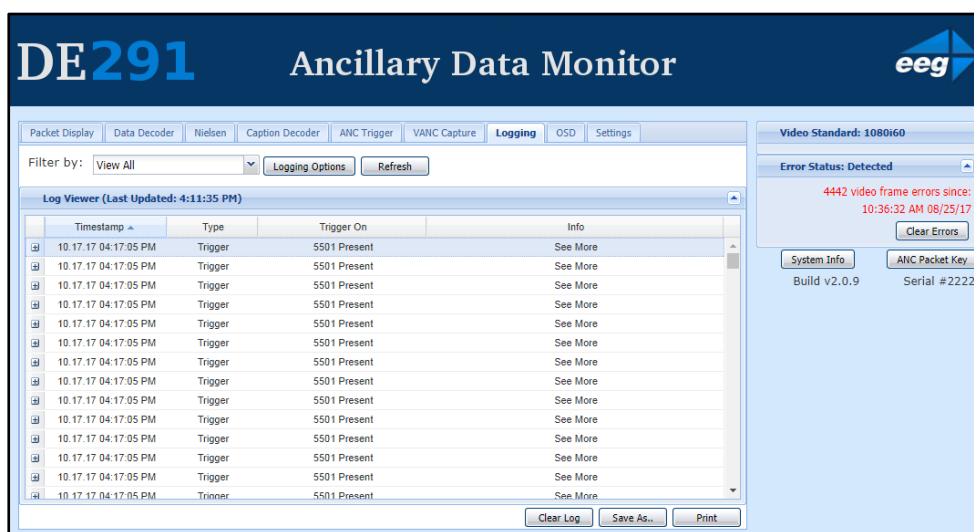 DE291 Ancillary Data Monitor eeg
Packet Display Data Decoder Nielsen Caption Decoder ANC Trigger VANC Capture Logging OSD Settings
Filter by: View All Logging Options Refresh
Log Viewer (Last Updated: 4:11:35 PM)
Timestamp Type Trigger On Info
10.17.17 04:17:05 PM Trigger 5501 Present See More
10.17.17 04:17:05 PM Trigger 5501 Present See More
10.17.17 04:17:05 PM Trigger 5501 Present See More
10.17.17 04:17:05 PM Trigger 5501 Present See More
10.17.17 04:17:05 PM Trigger 5501 Present See More
10.17.17 04:17:05 PM Trigger 5501 Present See More
10.17.17 04:17:05 PM Trigger 5501 Present See More
10.17.17 04:17:05 PM Trigger 5501 Present See More
10.17.17 04:17:05 PM Trigger 5501 Present See More
10.17.17 04:17:05 PM Trigger 5501 Present See More
10.17.17 04:17:05 PM Trigger 5501 Present See More
10.17.17 04:17:05 PM Trigger 5501 Present See More
10.17.17 04:17:05 PM Trigger 5501 Present See More
10.17.17 04:17:05 PM Trigger 5501 Present See More
Clear Log Save As.. Print
Video Standard: 1080i60
Error Status: Detected
4442 video frame errors since:
10:36:32 AM 08/25/17
Clear Errors
System Info ANC Packet Key
Build v2.0.9 Serial #2222